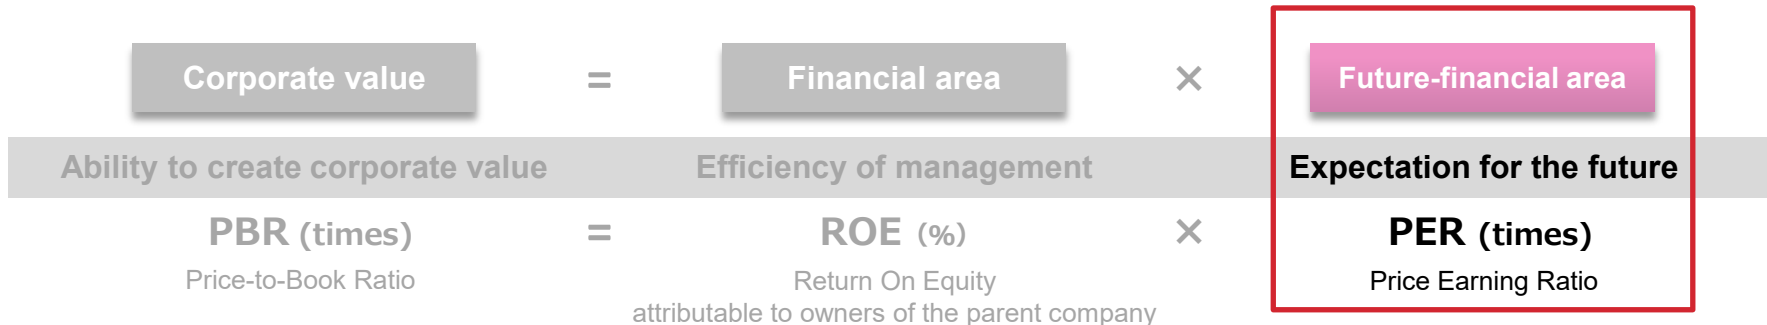 Corporate value = Financial area × Future-financial area
Ability to create corporate value Efficiency of management Expectation for the future
PBR (times) = ROE (%) × PER (times)
Price-to-Book Ratio Return On Equity Price Earning Ratio
attributable to owners of the parent company